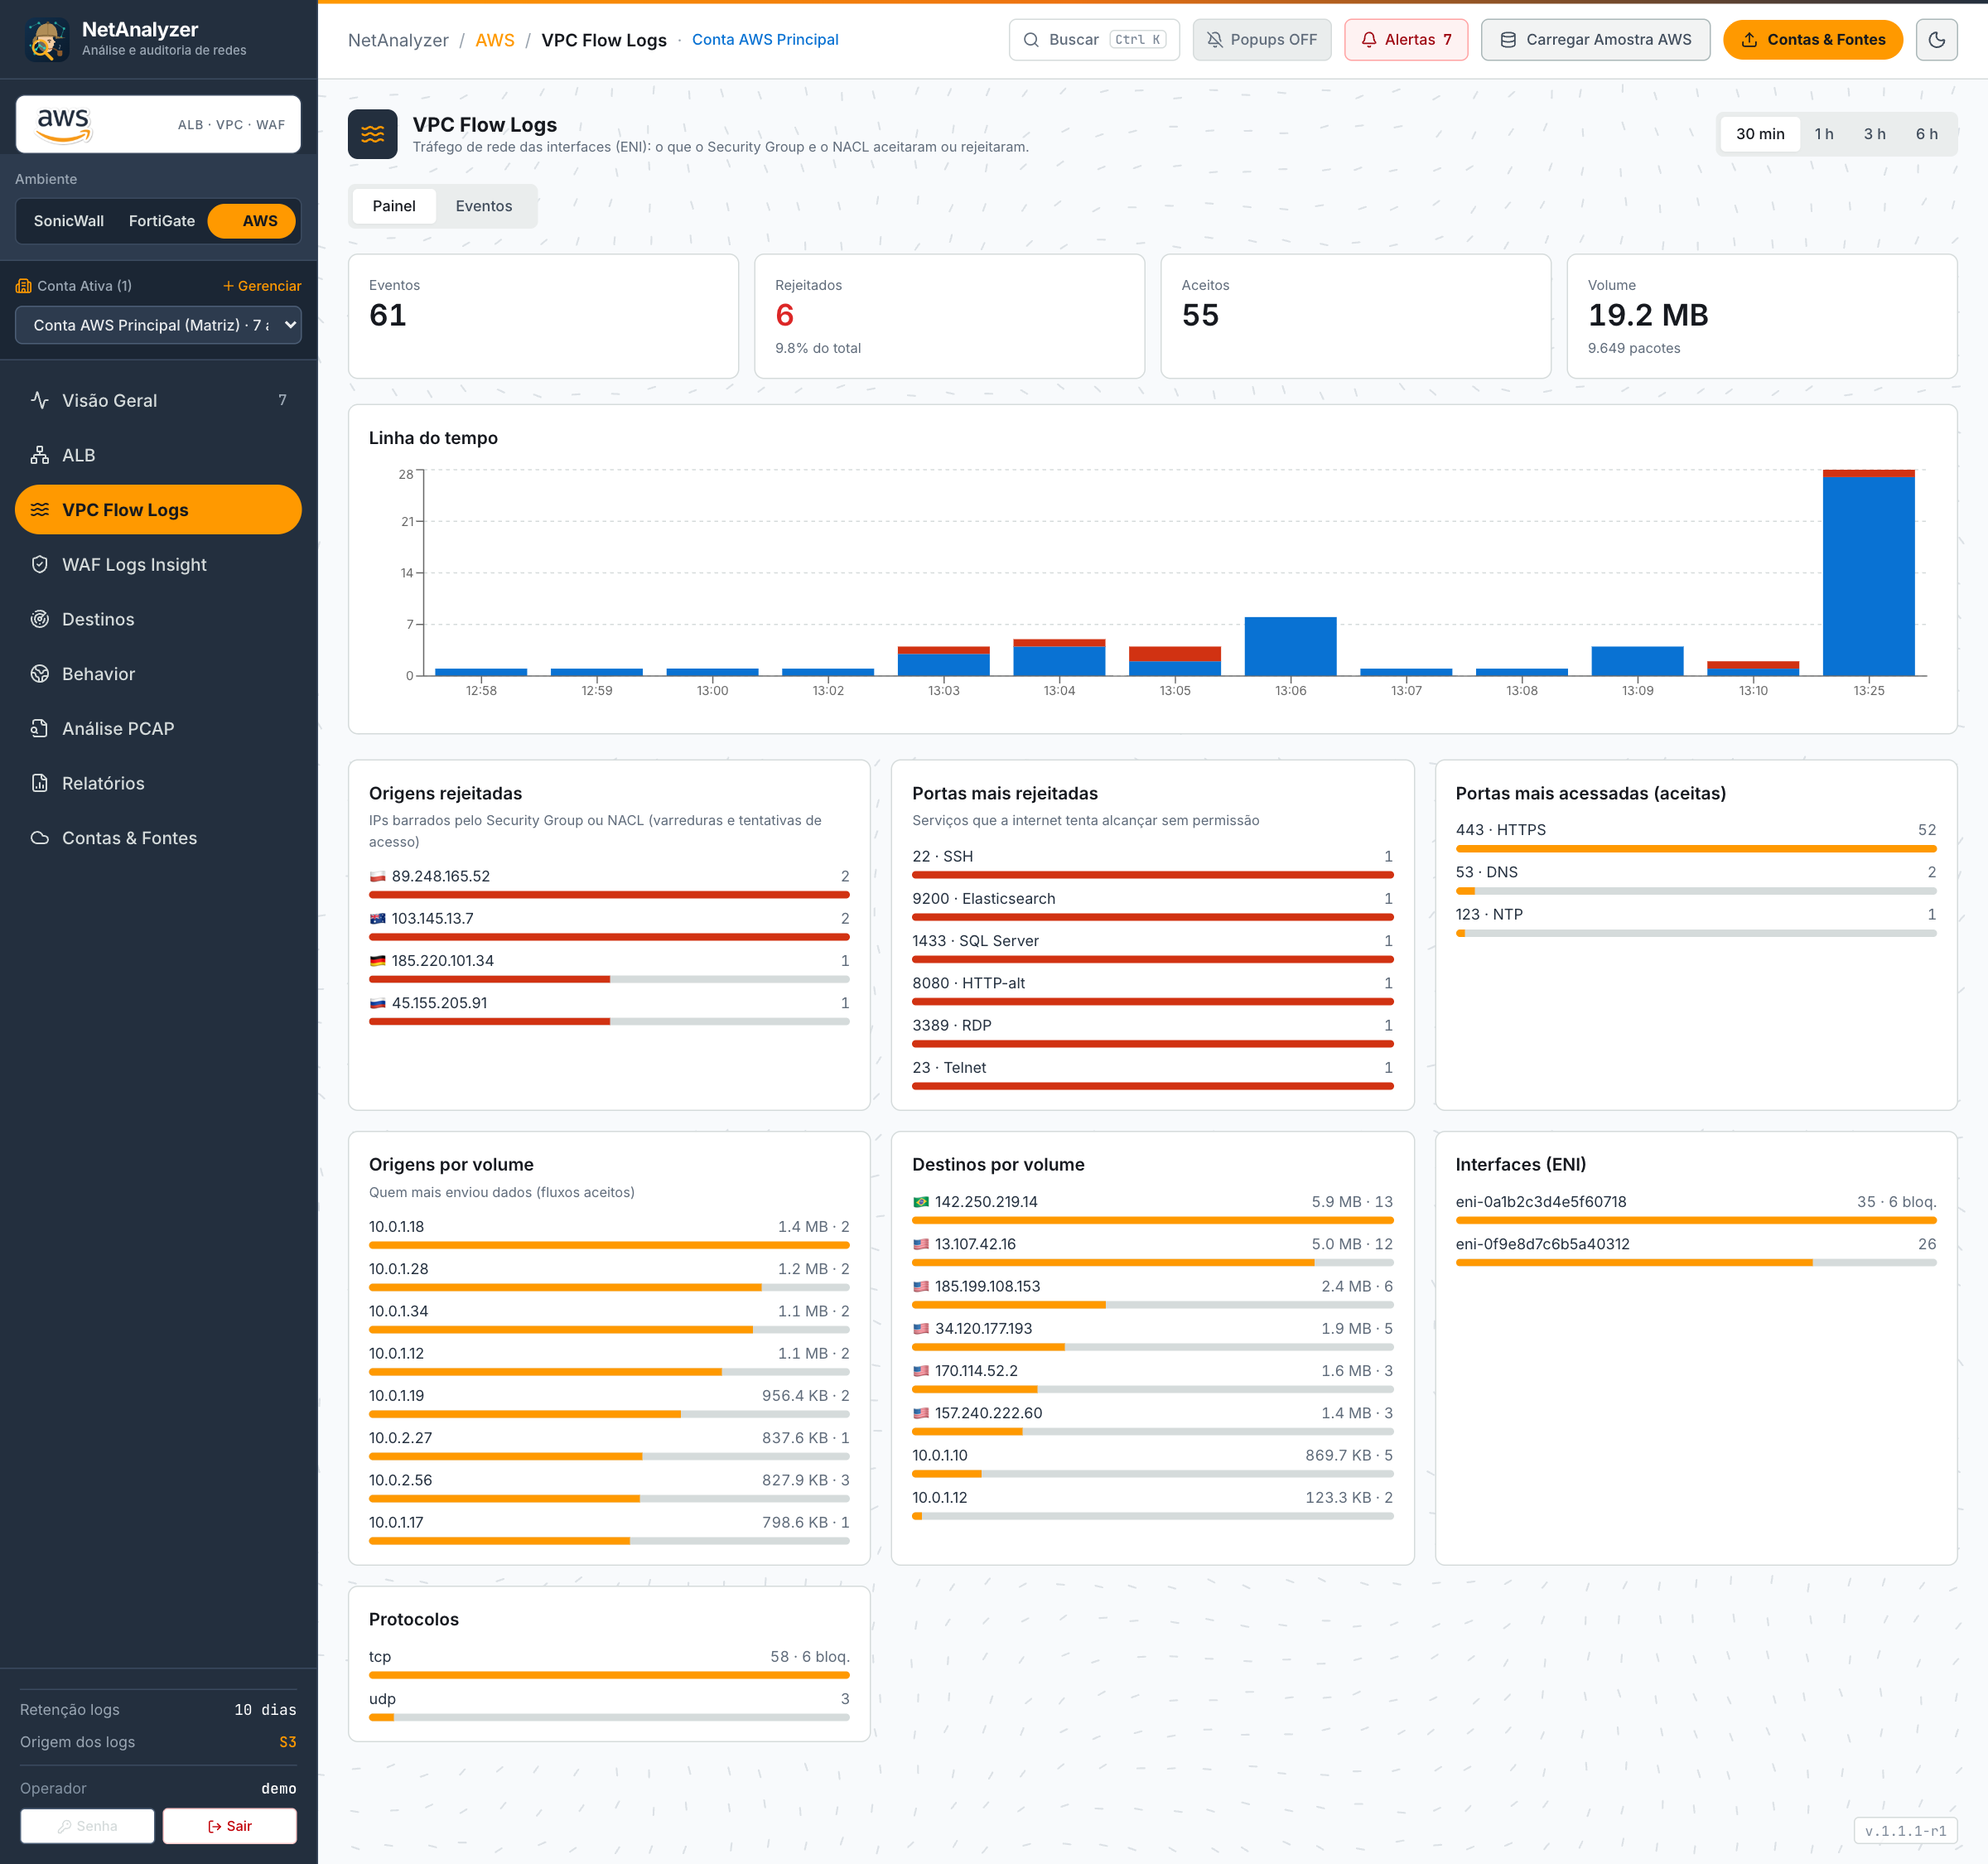 NetAnalyzer
Análise e auditoria de redes
aws
ALB · VPC · WAF
Ambiente
SonicWall FortiGate AWS
Conta Ativa (1) + Gerenciar
Conta AWS Principal (Matriz) · 7
Visão Geral 7
ALB
VPC Flow Logs
WAF Logs Insight
Destinos
Behavior
Análise PCAP
Relatórios
Contas & Fontes
Retenção logs 10 dias
Origem dos logs S3
Operador demo
Senha Sair
NetAnalyzer / AWS / VPC Flow Logs · Conta AWS Principal
Buscar Ctrl K Popups OFF Alertas 7 Carregar Amostra AWS Contas & Fontes
VPC Flow Logs
Tráfego de rede das interfaces (ENI): o que o Security Group e o NACL aceitaram ou rejeitaram.
30 min 1 h 3 h 6 h
Painel Eventos
Eventos
61
Rejeitados
6
9.8% do total
Aceitos
55
Volume
19.2 MB
9.649 pacotes
Linha do tempo
28
21
14
7
0
12:58 12:59 13:00 13:02 13:03 13:04 13:05 13:06 13:07 13:08 13:09 13:10 13:25
Origens rejeitadas
IPs barrados pelo Security Group ou NACL (varreduras e tentativas de
acesso)
89.248.165.52 2
103.145.13.7 2
185.220.101.34 1
45.155.205.91 1
Portas mais rejeitadas
Serviços que a internet tenta alcançar sem permissão
22 · SSH 1
9200 · Elasticsearch 1
1433 · SQL Server 1
8080 · HTTP-alt 1
3389 · RDP 1
23 · Telnet 1
Portas mais acessadas (aceitas)
443 · HTTPS 52
53 · DNS 2
123 · NTP 1
Origens por volume
Quem mais enviou dados (fluxos aceitos)
10.0.1.18 1.4 MB · 2
10.0.1.28 1.2 MB · 2
10.0.1.34 1.1 MB · 2
10.0.1.12 1.1 MB · 2
10.0.1.19 956.4 KB · 2
10.0.2.27 837.6 KB · 1
10.0.2.56 827.9 KB · 3
10.0.1.17 798.6 KB · 1
Destinos por volume
142.250.219.14 5.9 MB · 13
13.107.42.16 5.0 MB · 12
185.199.108.153 2.4 MB · 6
34.120.177.193 1.9 MB · 5
170.114.52.2 1.6 MB · 3
157.240.222.60 1.4 MB · 3
10.0.1.10 869.7 KB · 5
10.0.1.12 123.3 KB · 2
Interfaces (ENI)
eni-0a1b2c3d4e5f60718 35 · 6 bloq.
eni-0f9e8d7c6b5a40312 26
Protocolos
tcp 58 · 6 bloq.
udp 3
v.1.1.1-r1